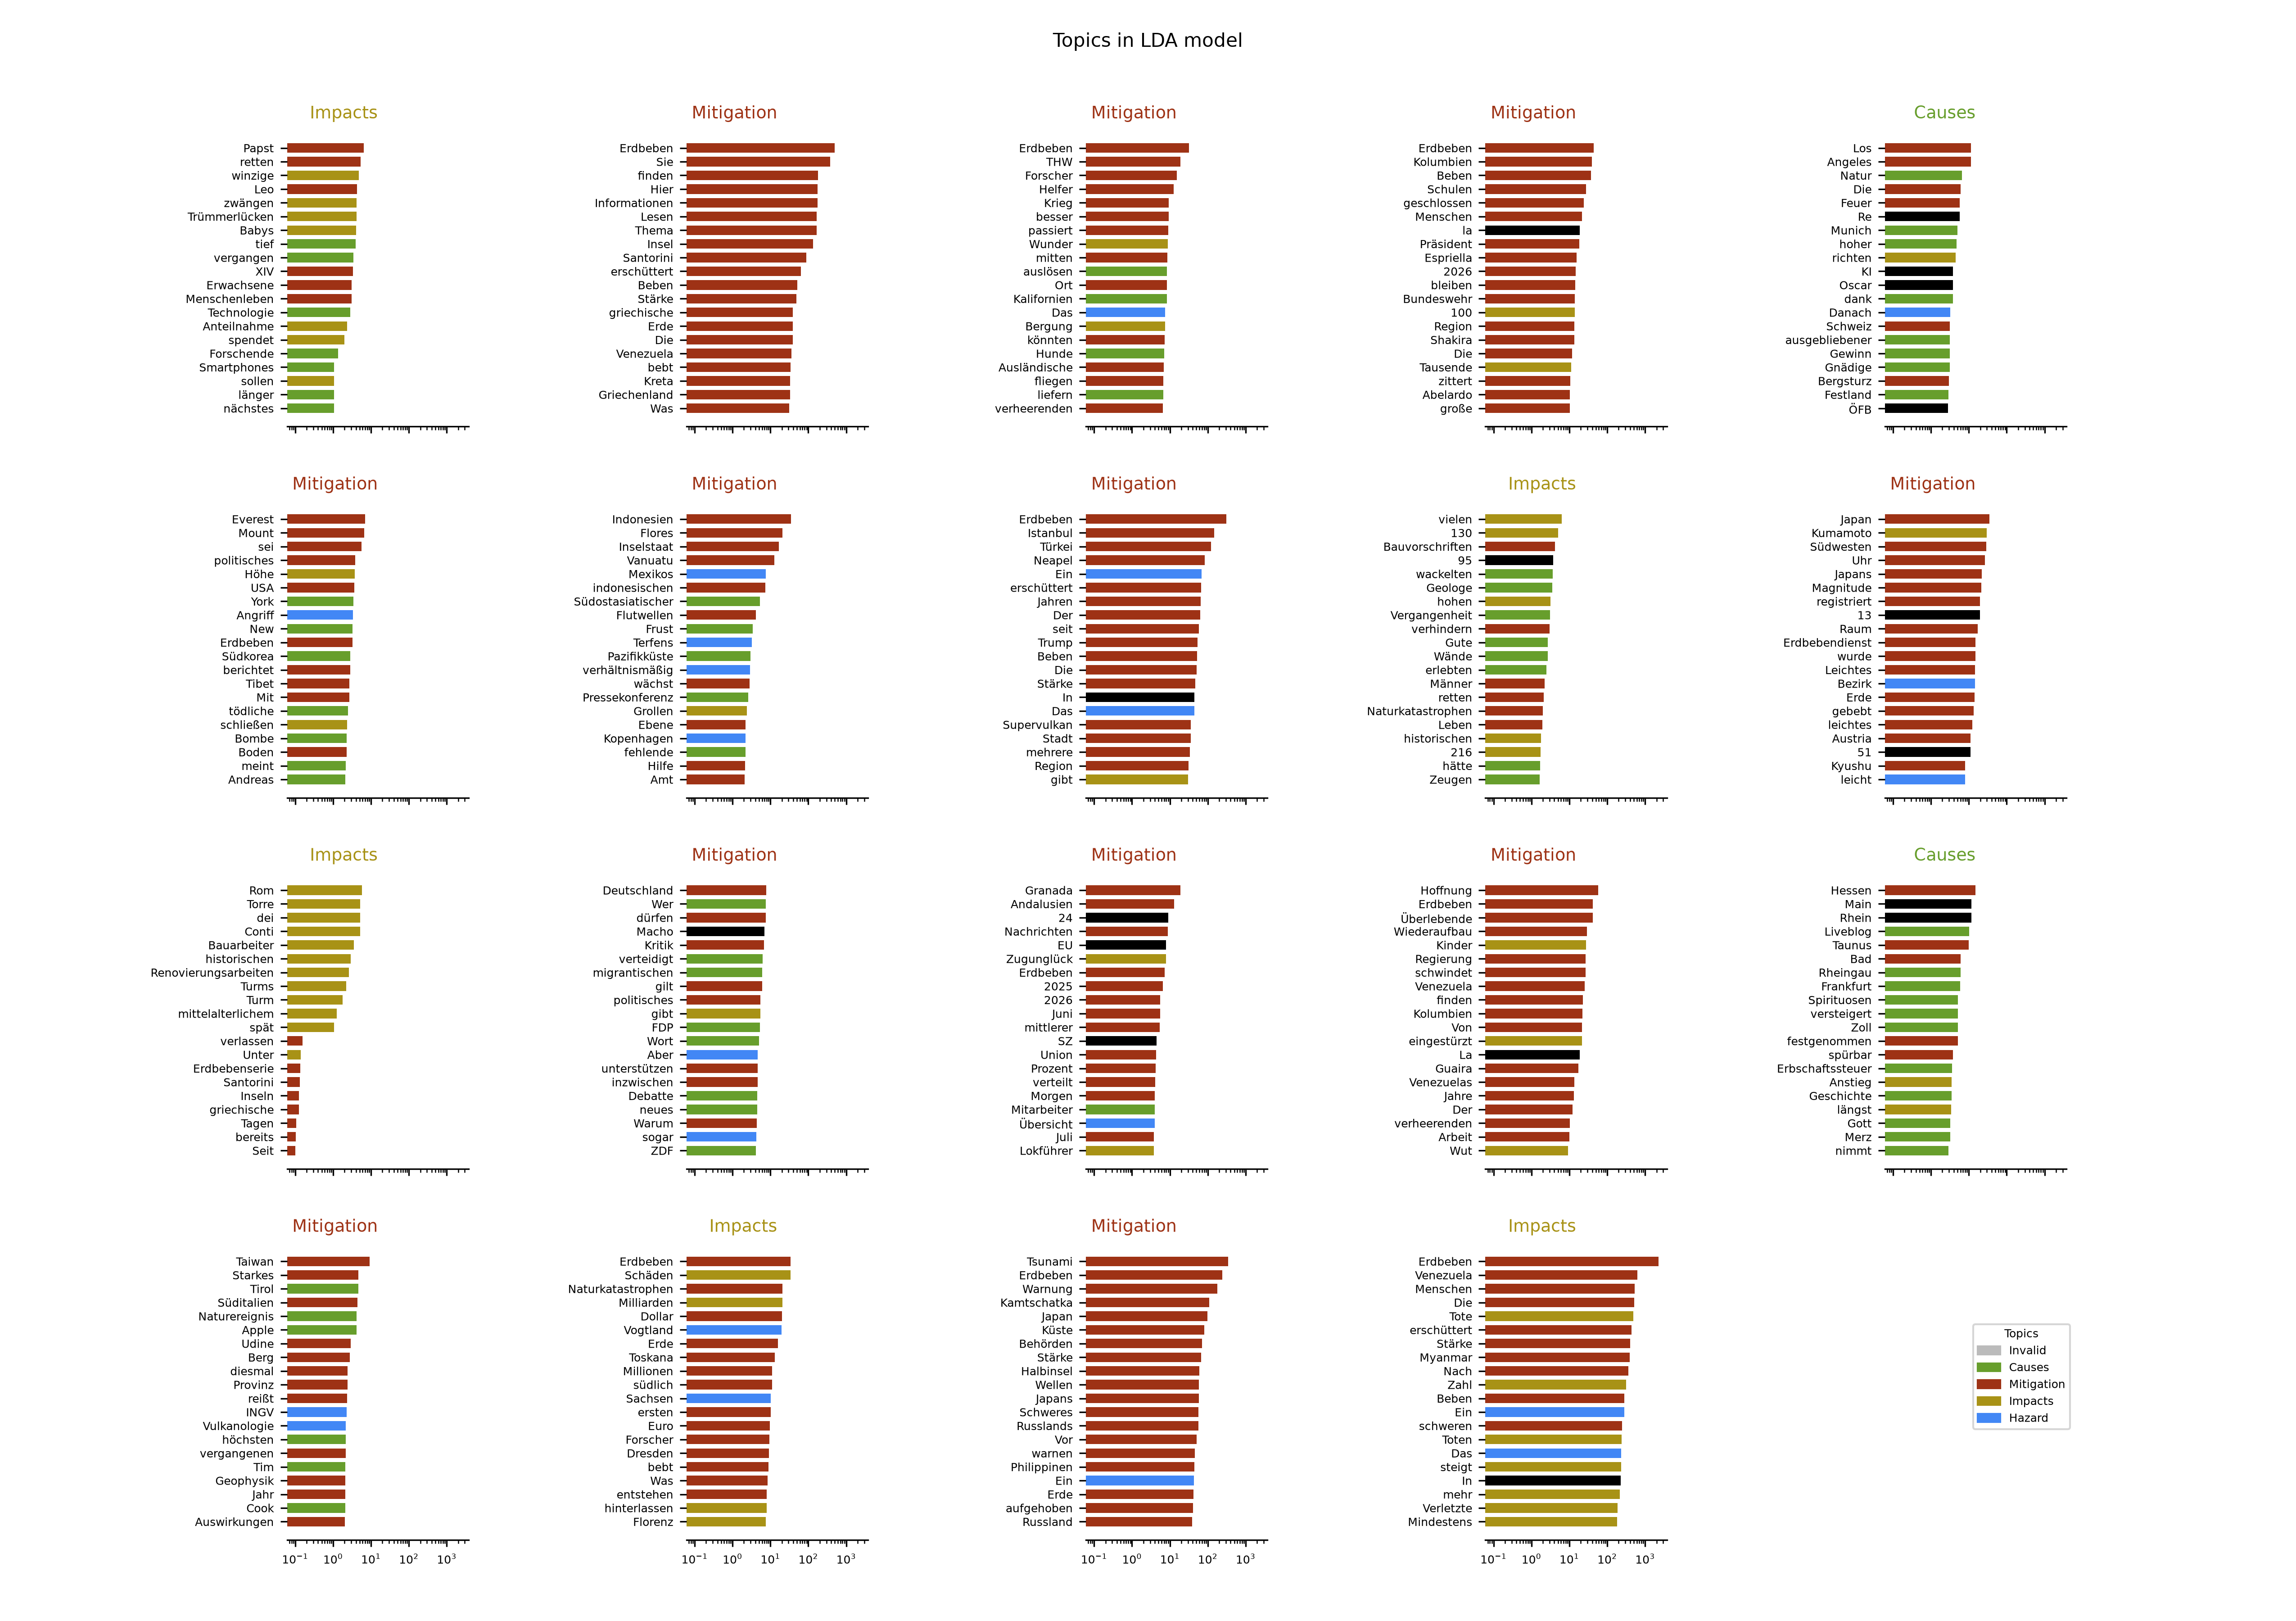 Topics in LDA model
Impacts
Papst
retten
winzige
Leo
zwängen
Trümmerlücken
Babys
tief
vergangen
XIV
Erwachsene
Menschenleben
Technologie
Anteilnahme
spendet
Forschende
Smartphones
sollen
länger
nächstes
Mitigation
Erdbeben
Sie
finden
Hier
Informationen
Lesen
Thema
Insel
Santorini
erschüttert
Beben
Stärke
griechische
Erde
Die
Venezuela
bebt
Kreta
Griechenland
Was
Mitigation
Erdbeben
THW
Forscher
Helfer
Krieg
besser
passiert
Wunder
mitten
auslösen
Ort
Kalifornien
Das
Bergung
könnten
Hunde
Ausländische
fliegen
liefern
verheerenden
Mitigation
Erdbeben
Kolumbien
Beben
Schulen
geschlossen
Menschen
la
Präsident
Espriella
2026
bleiben
Bundeswehr
100
Region
Shakira
Die
Tausende
zittert
Abelardo
große
Causes
Los
Angeles
Natur
Die
Feuer
Re
Munich
hoher
richten
KI
Oscar
dank
Danach
Schweiz
ausgebliebener
Gewinn
Gnädige
Bergsturz
Festland
ÖFB
Mitigation
Everest
Mount
sei
politisches
Höhe
USA
York
Angriff
New
Erdbeben
Südkorea
berichtet
Tibet
Mit
tödliche
schließen
Bombe
Boden
meint
Andreas
Mitigation
Indonesien
Flores
Inselstaat
Vanuatu
Mexikos
indonesischen
Südostasiatischer
Flutwellen
Frust
Terfens
Pazifikküste
verhältnismäßig
wächst
Pressekonferenz
Grollen
Ebene
Kopenhagen
fehlende
Hilfe
Amt
Mitigation
Erdbeben
Istanbul
Türkei
Neapel
Ein
erschüttert
Jahren
Der
seit
Trump
Beben
Die
Stärke
In
Das
Supervulkan
Stadt
mehrere
Region
gibt
Impacts
vielen
130
Bauvorschriften
95
wackelten
Geologe
hohen
Vergangenheit
verhindern
Gute
Wände
erlebten
Männer
retten
Naturkatastrophen
Leben
historischen
216
hätte
Zeugen
Mitigation
Japan
Kumamoto
Südwesten
Uhr
Japans
Magnitude
registriert
13
Raum
Erdbebendienst
wurde
Leichtes
Bezirk
Erde
gebebt
leichtes
Austria
51
Kyushu
leicht
Impacts
Rom
Torre
dei
Conti
Bauarbeiter
historischen
Renovierungsarbeiten
Turms
Turm
mittelalterlichem
spät
verlassen
Unter
Erdbebenserie
Santorini
Inseln
griechische
Tagen
bereits
Seit
Mitigation
Deutschland
Wer
dürfen
Macho
Kritik
verteidigt
migrantischen
gilt
politisches
gibt
FDP
Wort
Aber
unterstützen
inzwischen
Debatte
neues
Warum
sogar
ZDF
Mitigation
Granada
Andalusien
24
Nachrichten
EU
Zugunglück
Erdbeben
2025
2026
Juni
mittlerer
SZ
Union
Prozent
verteilt
Morgen
Mitarbeiter
Übersicht
Juli
Lokführer
Mitigation
Hoffnung
Erdbeben
Überlebende
Wiederaufbau
Kinder
Regierung
schwindet
Venezuela
finden
Kolumbien
Von
eingestürzt
La
Guaira
Venezuelas
Jahre
Der
verheerenden
Arbeit
Wut
Causes
Hessen
Main
Rhein
Liveblog
Taunus
Bad
Rheingau
Frankfurt
Spirituosen
versteigert
Zoll
festgenommen
spürbar
Erbschaftssteuer
Anstieg
Geschichte
längst
Gott
Merz
nimmt
Mitigation
Taiwan
Starkes
Tirol
Süditalien
Naturereignis
Apple
Udine
Berg
diesmal
Provinz
reißt
INGV
Vulkanologie
höchsten
vergangenen
Tim
Geophysik
Jahr
Cook
Auswirkungen
10⁻¹ 10⁰ 10¹ 10² 10³
Impacts
Erdbeben
Schäden
Naturkatastrophen
Milliarden
Dollar
Vogtland
Erde
Toskana
Millionen
südlich
Sachsen
ersten
Euro
Forscher
Dresden
bebt
Was
entstehen
hinterlassen
Florenz
10⁻¹ 10⁰ 10¹ 10² 10³
Mitigation
Tsunami
Erdbeben
Warnung
Kamtschatka
Japan
Küste
Behörden
Stärke
Halbinsel
Wellen
Japans
Schweres
Russlands
Vor
warnen
Philippinen
Ein
Erde
aufgehoben
Russland
10⁻¹ 10⁰ 10¹ 10² 10³
Impacts
Erdbeben
Venezuela
Menschen
Die
Tote
erschüttert
Stärke
Myanmar
Nach
Zahl
Beben
Ein
schweren
Toten
Das
steigt
In
mehr
Verletzte
Mindestens
10⁻¹ 10⁰ 10¹ 10² 10³
Topics
Invalid
Causes
Mitigation
Impacts
Hazard